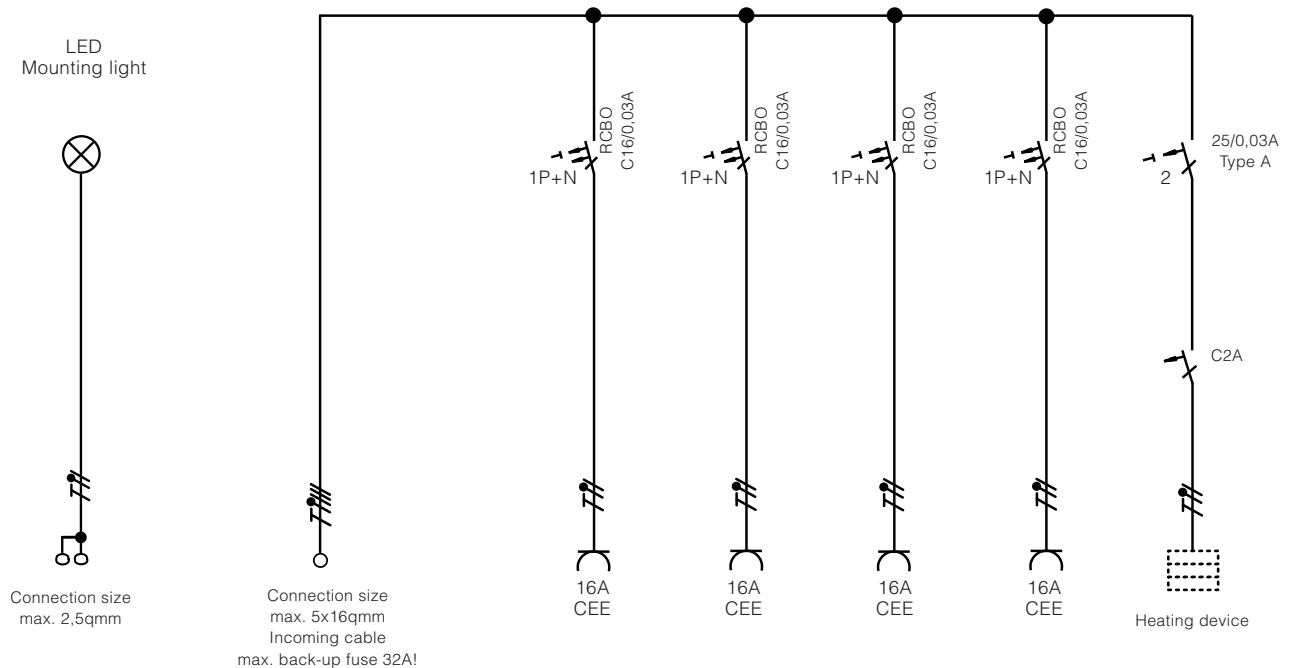 LED
Mounting light
RCBO
C16/0,03A
1P+N
RCBO
C16/0,03A
1P+N
RCBO
C16/0,03A
1P+N
RCBO
C16/0,03A
1P+N
25/0,03A
Type A
2
C2A
Connection size
max. 2,5qmm
Connection size
max. 5x16qmm
Incoming cable
max. back-up fuse 32A!
16A
CEE
16A
CEE
16A
CEE
16A
CEE
Heating device